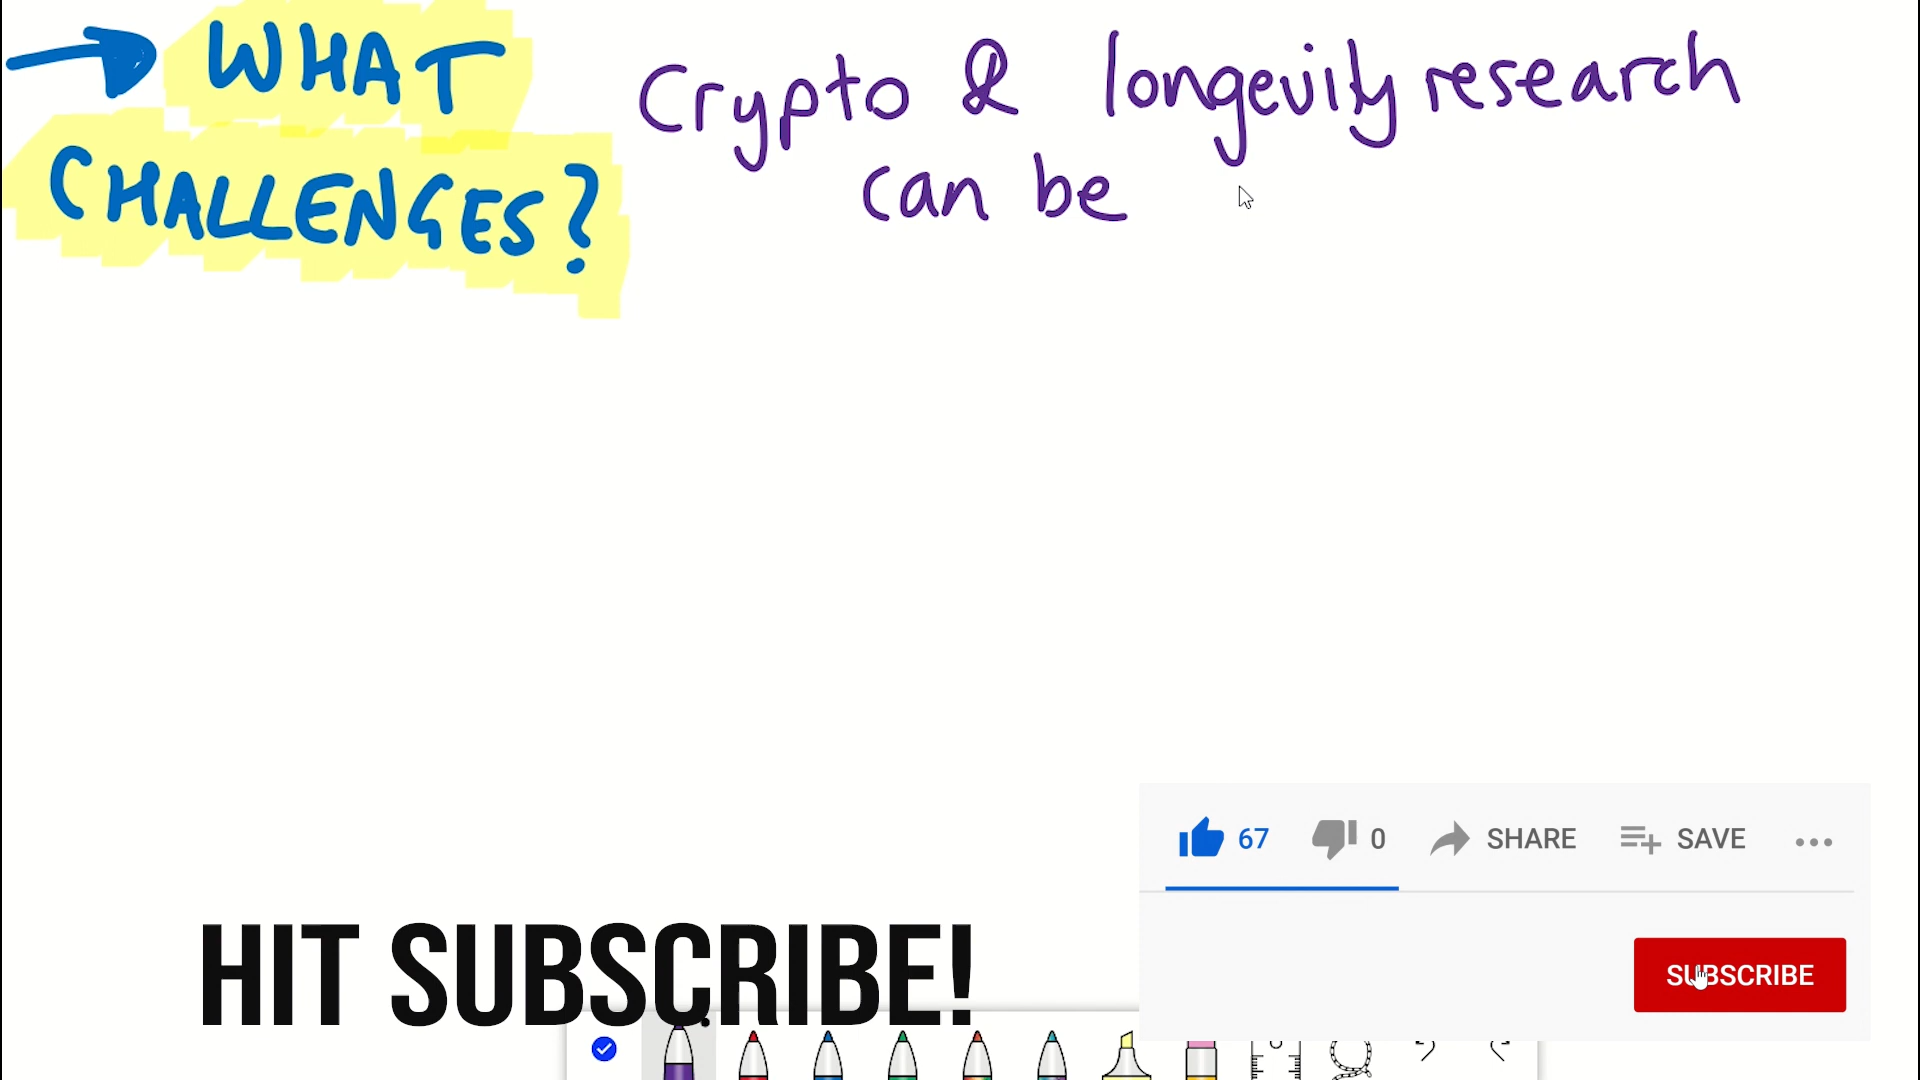 WHAT
CHALLENGES?
Crypto & longevity research
can be
67 0 SHARE SAVE
HIT SUBSCRIBE!
SUBSCRIBE